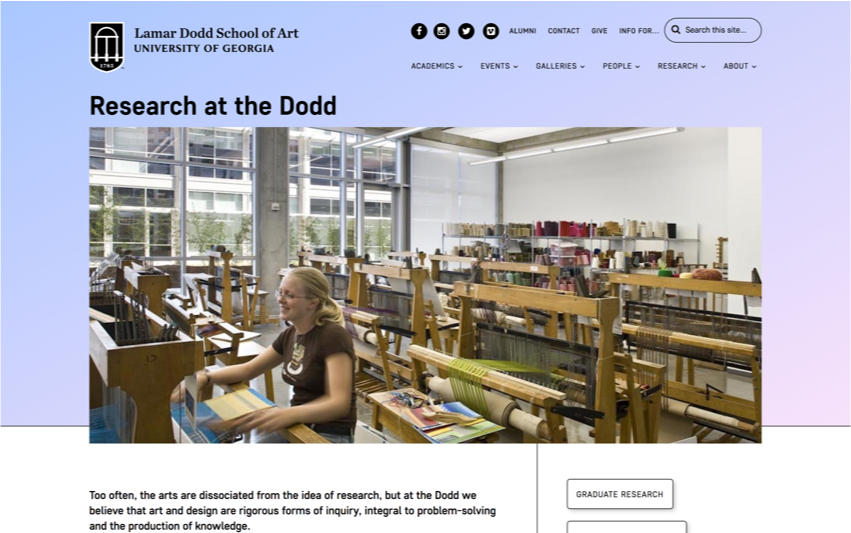 Lamar Dodd School of Art
UNIVERSITY OF GEORGIA
1785
ALUMNI CONTACT GIVE INFO FOR... Search this site...
ACADEMICS EVENTS GALLERIES PEOPLE RESEARCH ABOUT
Research at the Dodd
Too often, the arts are dissociated from the idea of research, but at the Dodd we
believe that art and design are rigorous forms of inquiry, integral to problem-solving
and the production of knowledge.
GRADUATE RESEARCH